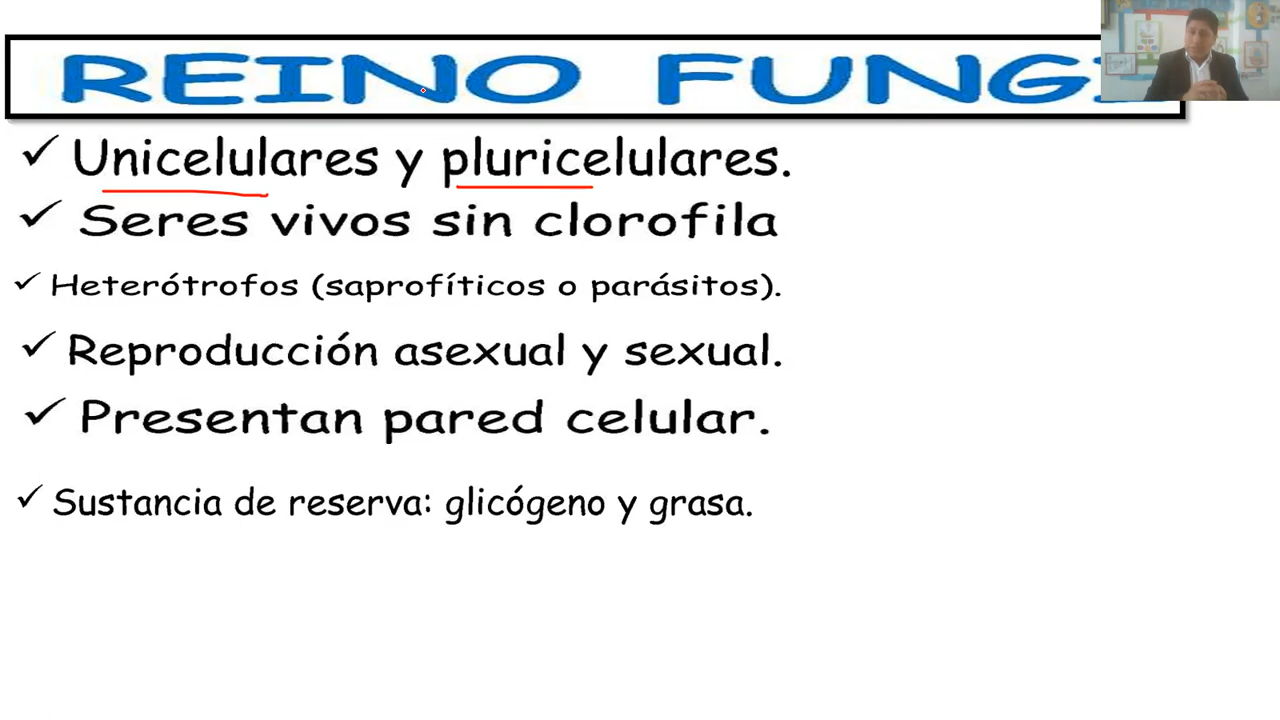 REINO FUNGI
✓ Unicelulares y pluricelulares.
✓ Seres vivos sin clorofila
✓ Heterótrofos (saprofíticos o parásitos).
✓ Reproducción asexual y sexual.
✓ Presentan pared celular.
✓ Sustancia de reserva: glicógeno y grasa.